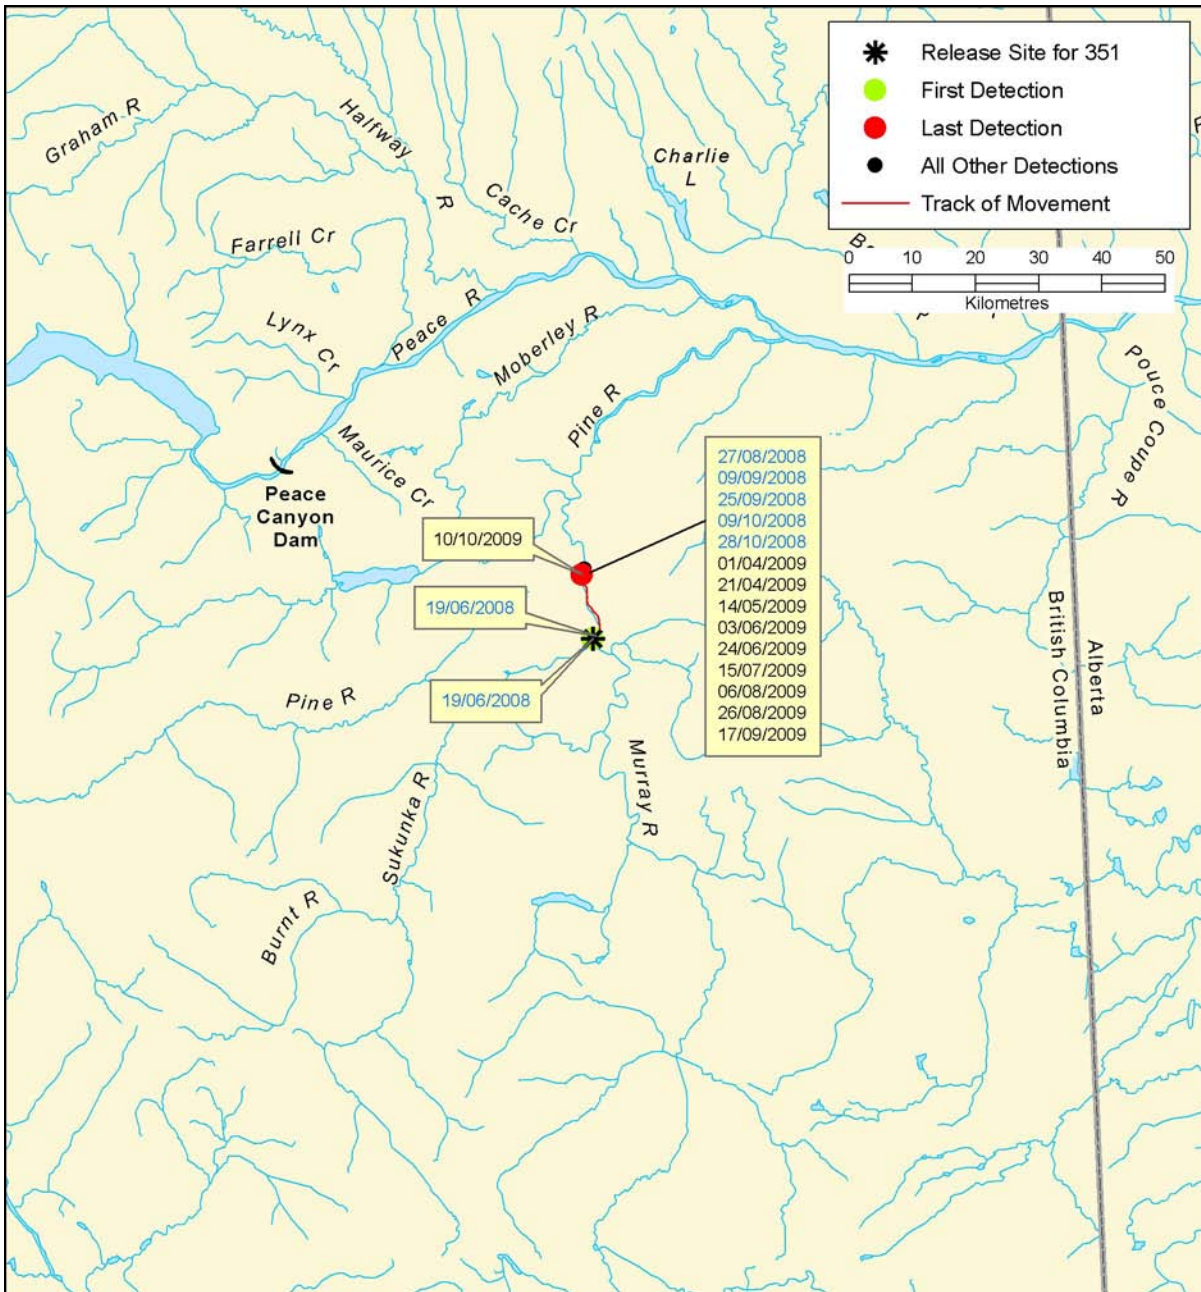 Release Site for 351
First Detection
Last Detection
All Other Detections
Track of Movement
0 10 20 30 40 50
Kilometres
Graham R
Halfway
R
Cache Cr
Charlie
L
Farrell Cr
Lynx Cr
Peace R
Moberley R
Pine R
Pouce Coupe R
Maurice Cr
Peace
Canyon
Dam
10/10/2009
19/06/2008
19/06/2008
27/08/2008
09/09/2008
25/09/2008
09/10/2008
28/10/2008
01/04/2009
21/04/2009
14/05/2009
03/06/2009
24/06/2009
15/07/2009
06/08/2009
26/08/2009
17/09/2009
British Columbia
Alberta
Pine R
Sukunka R
Murray R
Burnt R